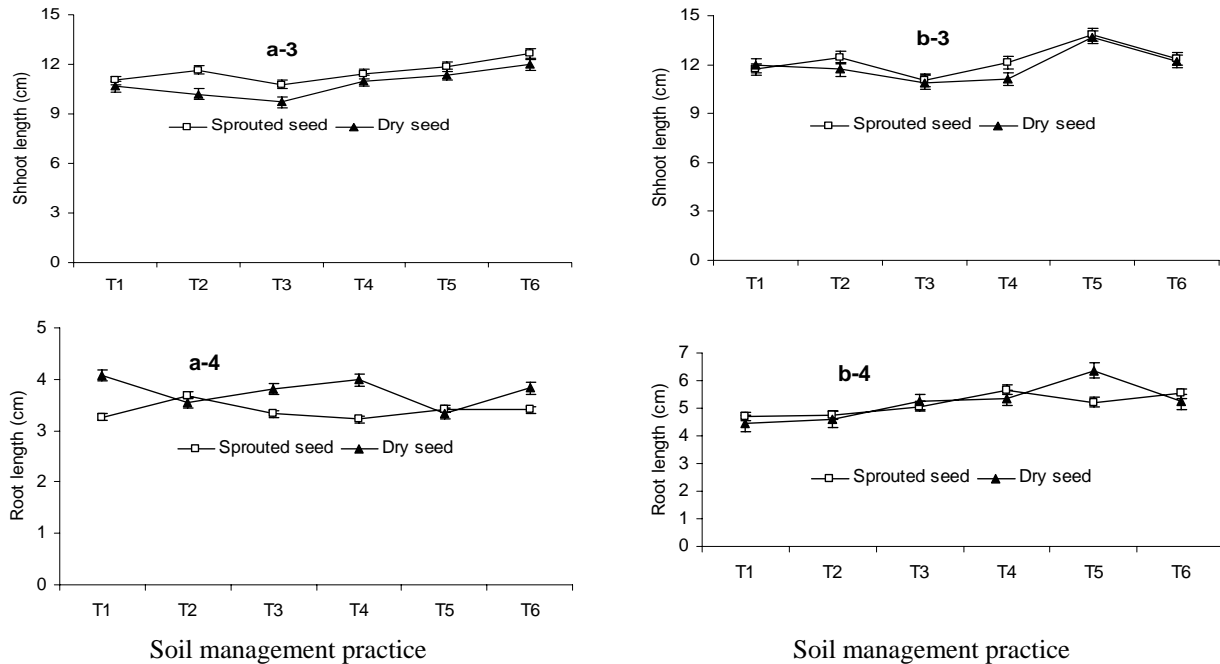 15
12
9
6
3
0
Shhoot length (cm)
a-3
Sprouted seed Dry seed
T1 T2 T3 T4 T5 T6
15
12
9
6
3
0
Shhoot length (cm)
b-3
Sprouted seed Dry seed
T1 T2 T3 T4 T5 T6
5
4
3
2
1
0
Root length (cm)
a-4
Sprouted seed Dry seed
T1 T2 T3 T4 T5 T6
Soil management practice
7
6
5
4
3
2
1
0
Root length (cm)
b-4
Sprouted seed Dry seed
T1 T2 T3 T4 T5 T6
Soil management practice